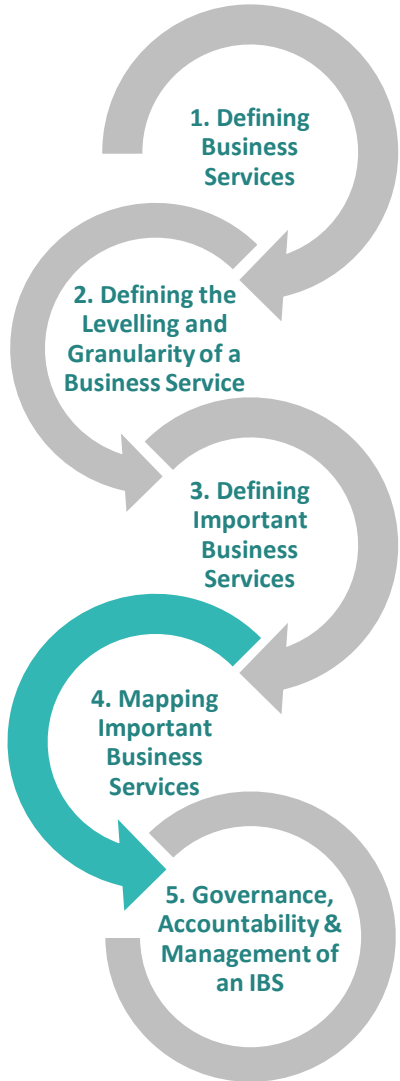 1. Defining
Business
Services
2. Defining the
Levelling and
Granularity of a
Business Service
3. Defining
Important
Business
Services
4. Mapping
Important
Business
Services
5. Governance,
Accountability &
Management of
an IBS